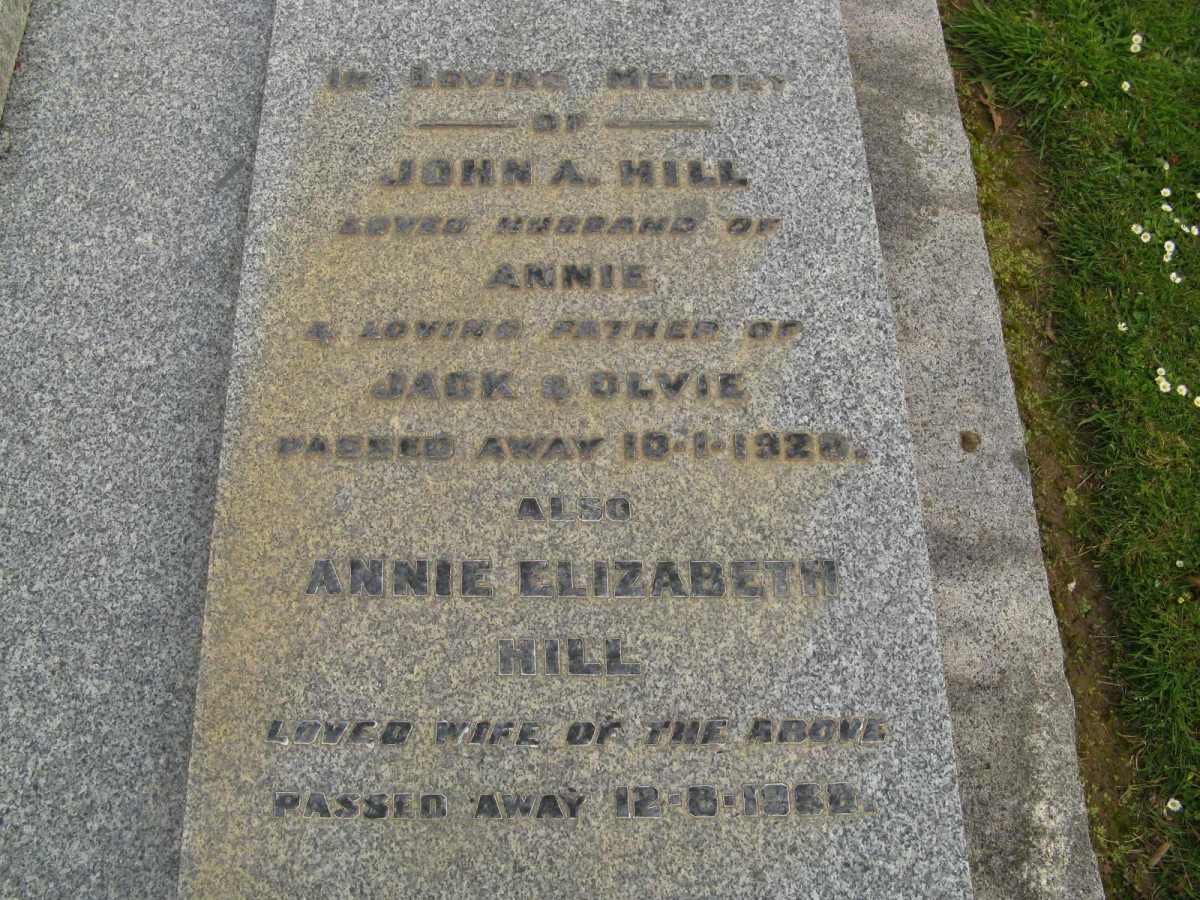 IN LOVING MEMORY
OF
JOHN A. HILL
LOVED HUSBAND OF
ANNIE
& LOVING FATHER OF
JACK & OLVIE
PASSED AWAY
ALSO
ANNIE ELIZABETH
HILL
LOVED WIFE OF THE ABOVE
PASSED AWAY